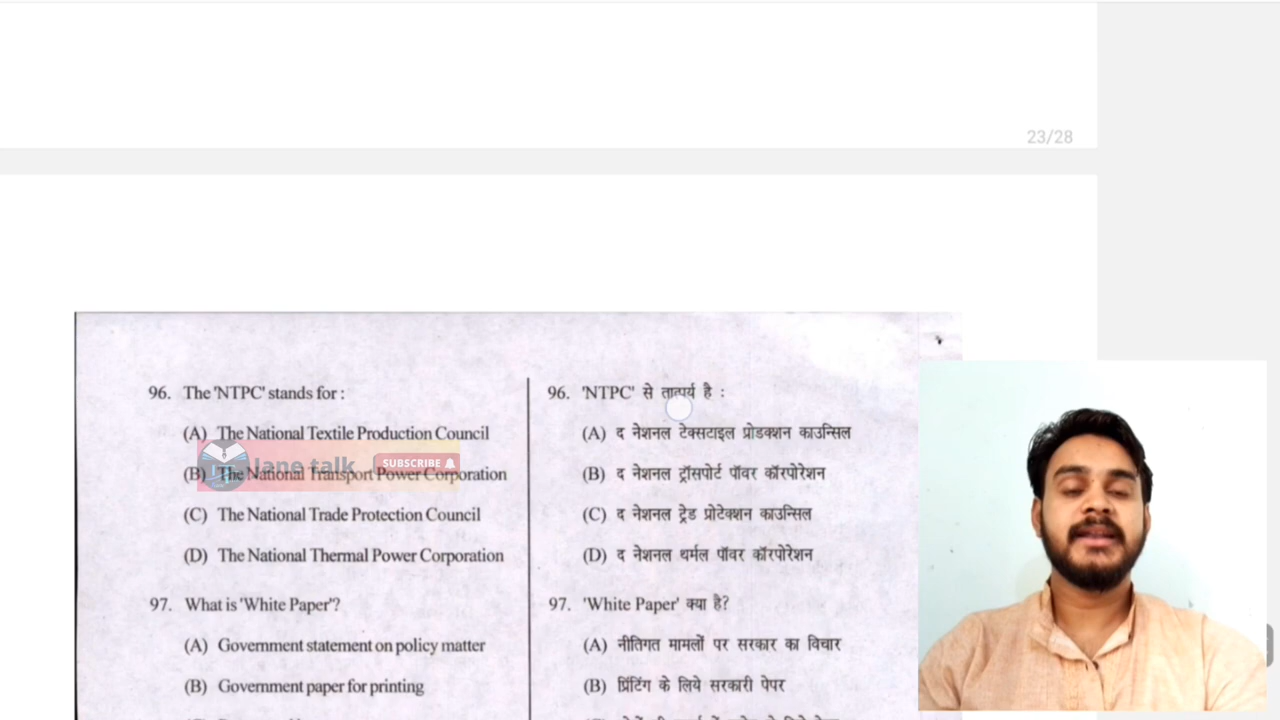 23/28
96. The 'NTPC' stands for :
(A) The National Textile Production Council
(B) The National Transport Power Corporation
(C) The National Trade Protection Council
(D) The National Thermal Power Corporation
97. What is 'White Paper'?
(A) Government statement on policy matter
(B) Government paper for printing
96. 'NTPC' से तात्पर्य है :
(A) द नेशनल टेक्सटाइल प्रोडक्शन काउन्सिल
(B) द नेशनल ट्रॉसपोर्ट पॉवर कॉरपोरेशन
(C) द नेशनल ट्रेड प्रोटेक्शन काउन्सिल
(D) द नेशनल थर्मल पॉवर कॉरपोरेशन
97. 'White Paper' क्या है?
(A) नीतिगत मामलों पर सरकार का विचार
(B) प्रिंटिंग के लिये सरकारी पेपर
Jane talk
SUBSCRIBE